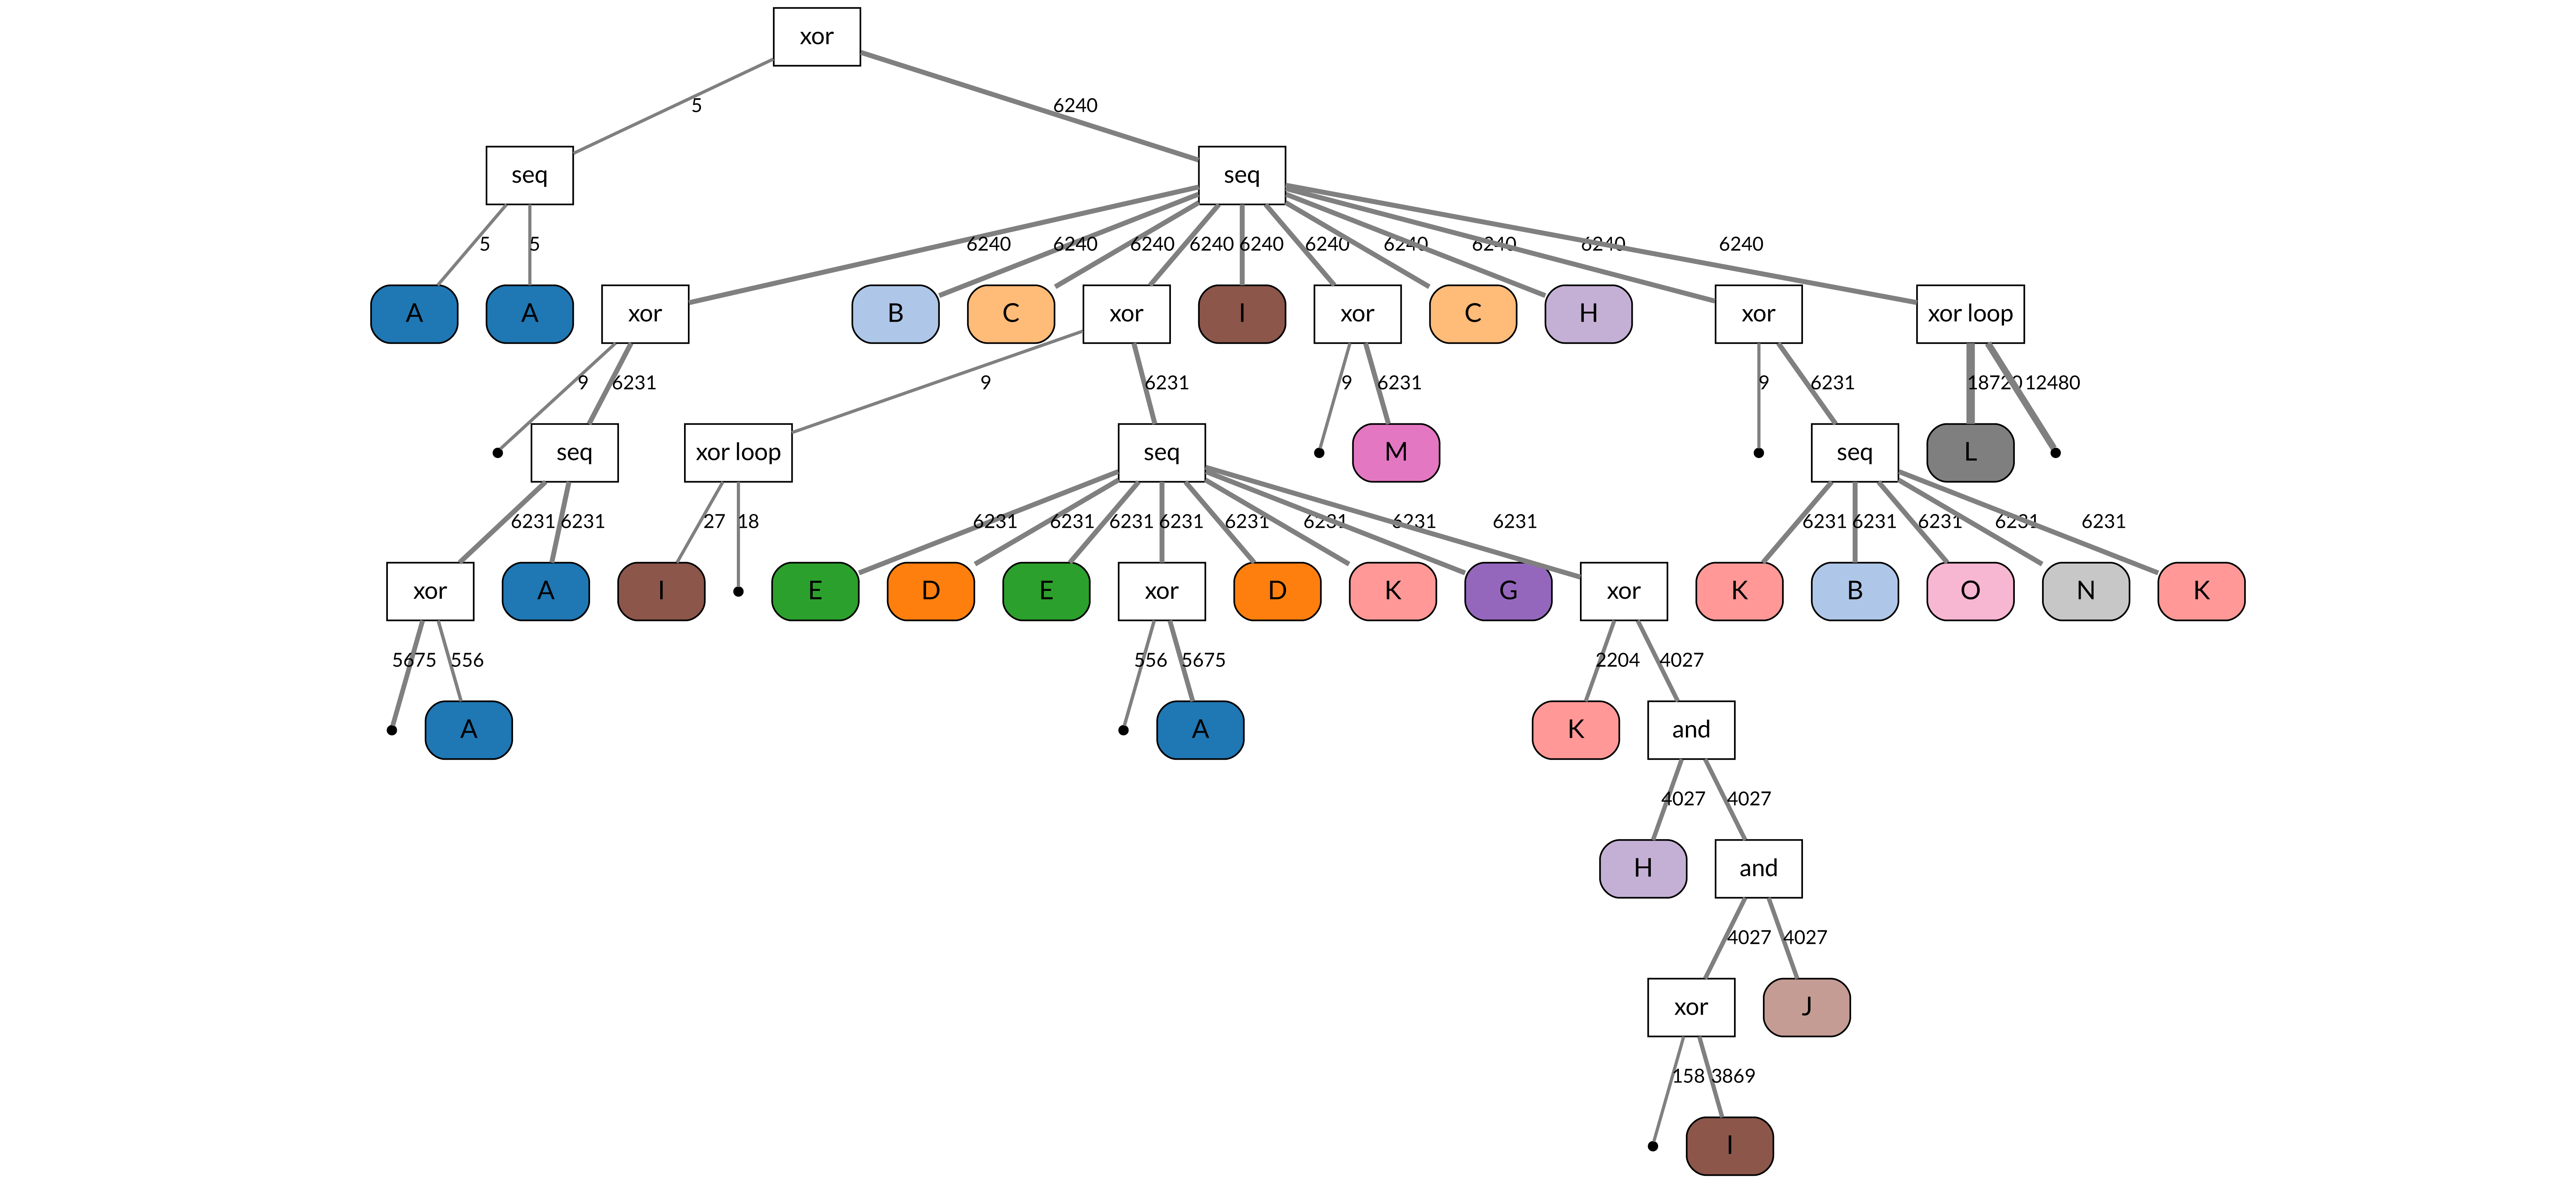 xor
5 6240
seq seq
5 5 6240 6240 6240 6240 6240 6240 6240 6240 6240 6240
A A xor B C xor I xor C H xor xor loop
9 6231 9 6231 9 6231 9 6231 18720 12480
seq xor loop seq M seq L
6231 6231 27 18 6231 6231 6231 6231 6231 6231 6231 6231 6231 6231 6231 6231 6231
xor A I E D E xor D K G xor K B O N K
5675 556 556 5675 2204 4027
A A K and
4027 4027
H and
4027 4027
xor J
158 3869
I